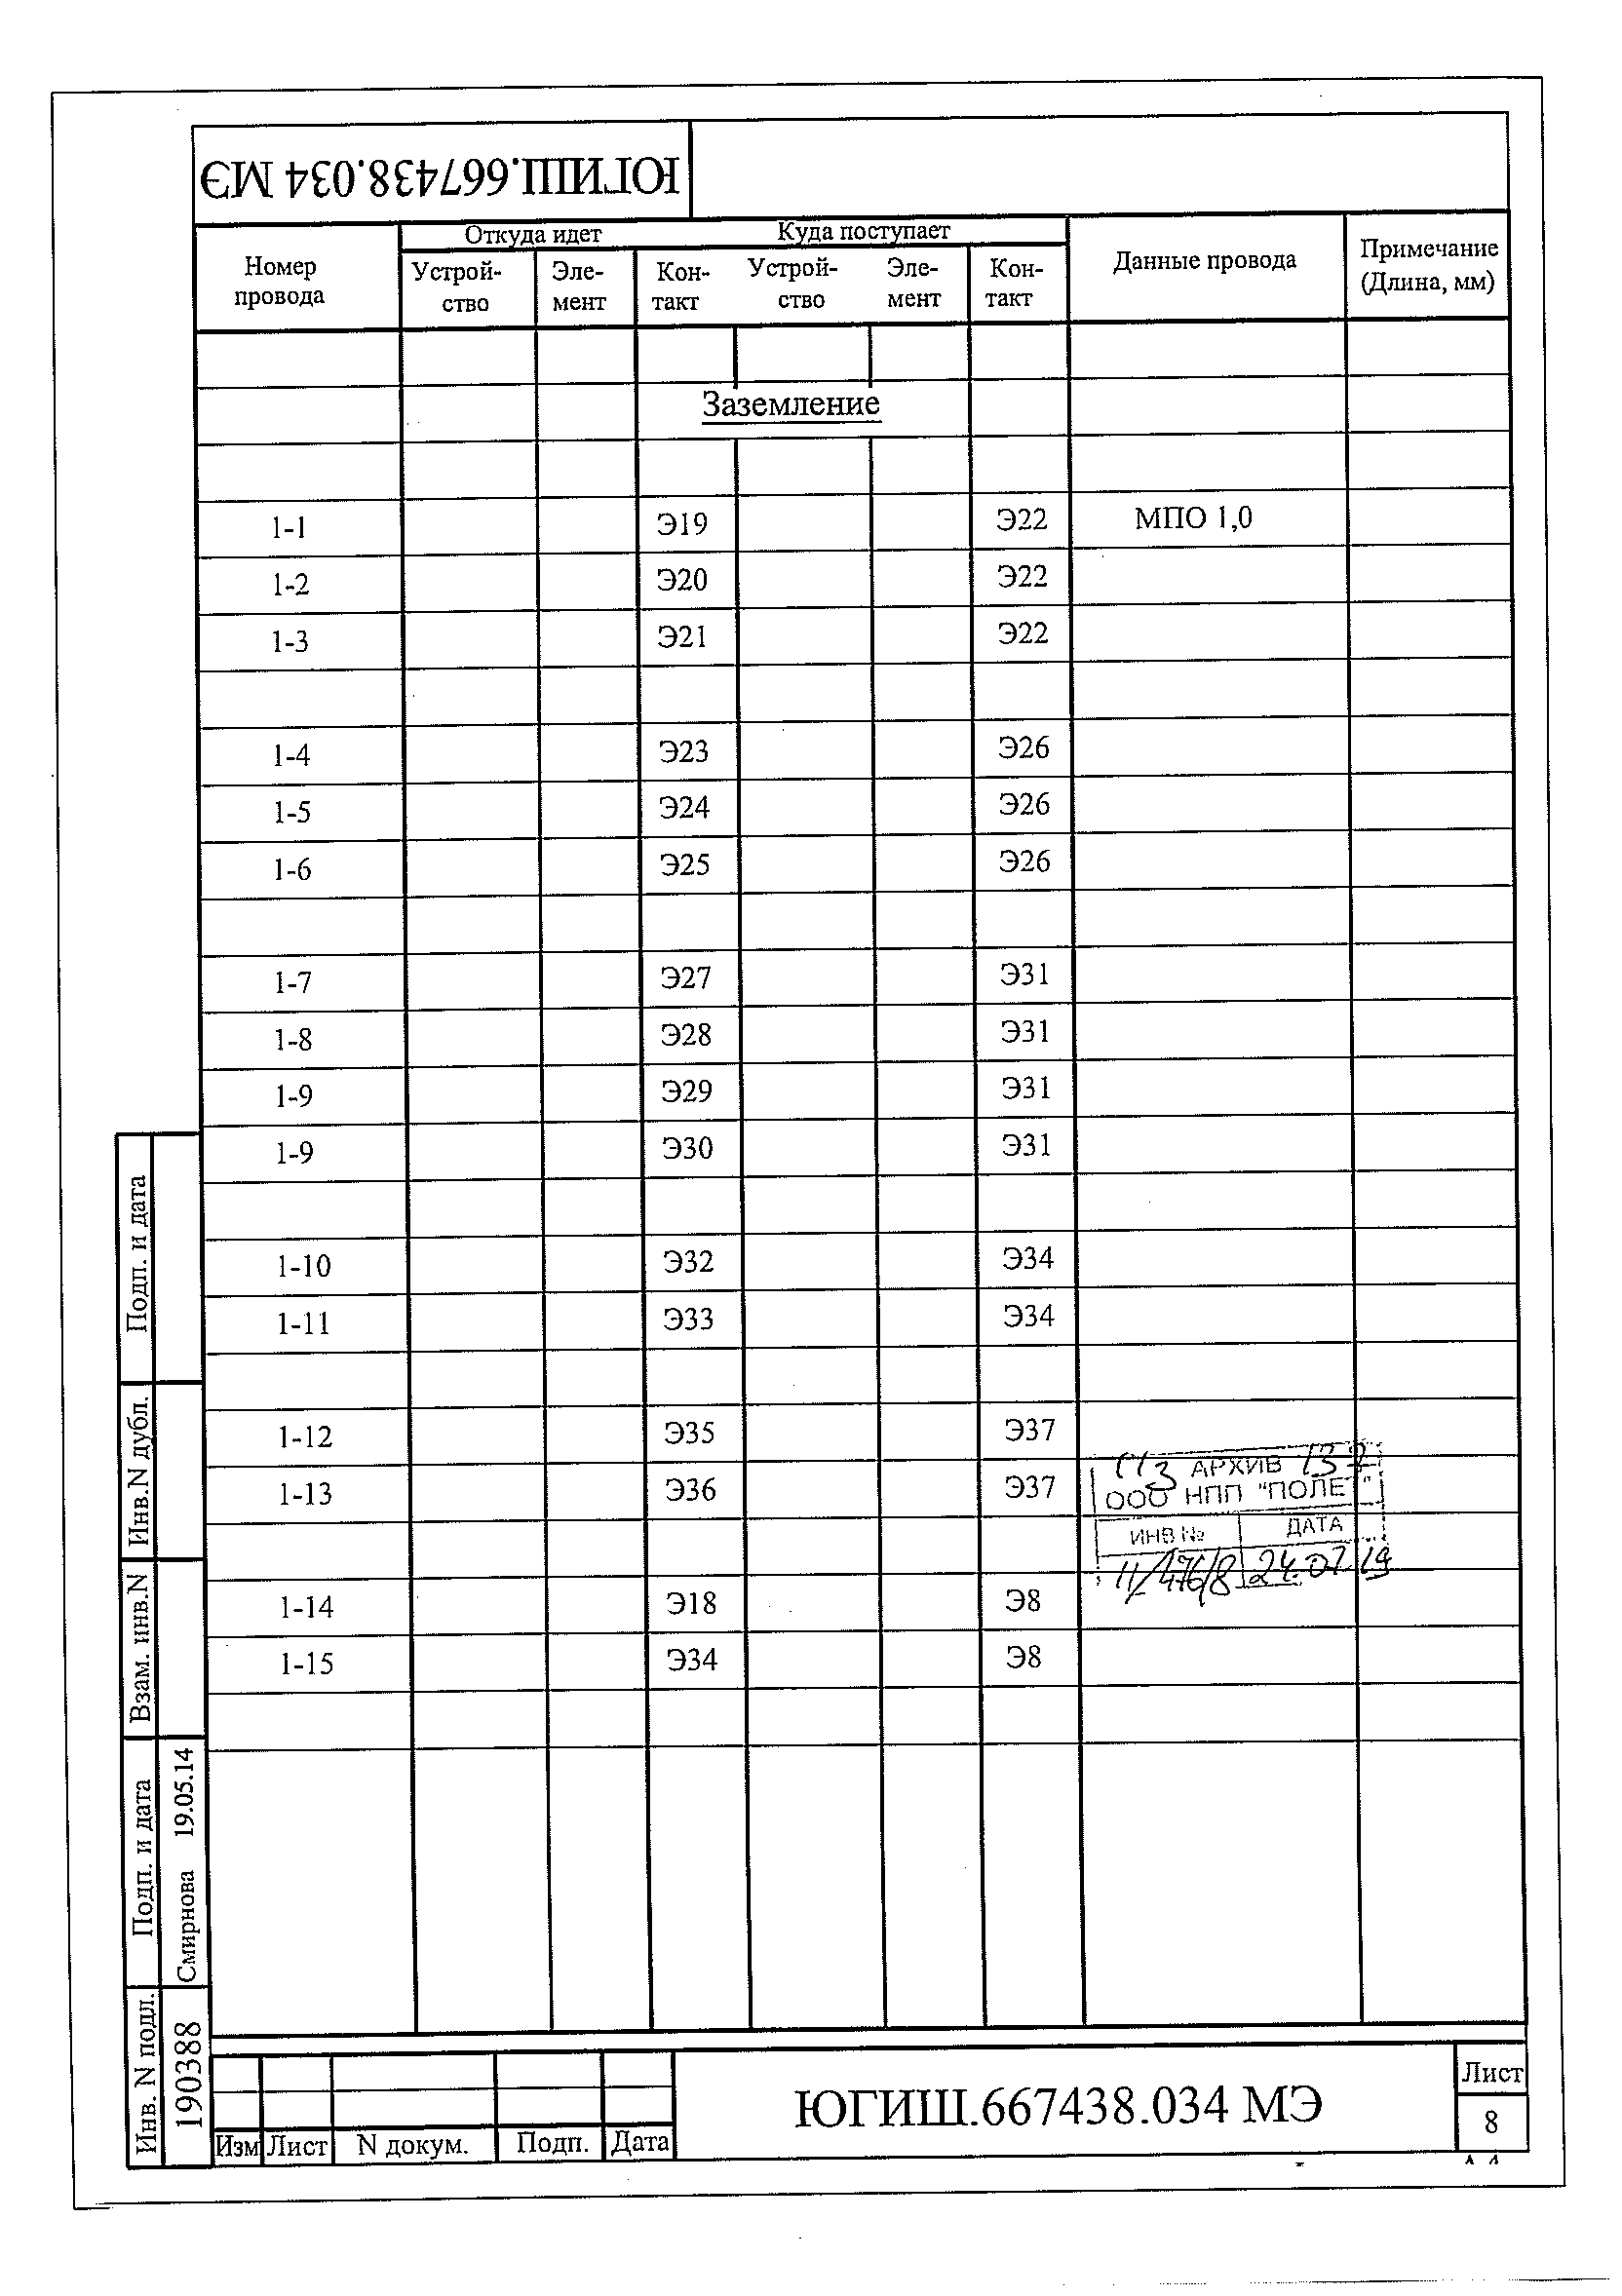 ЮГИШ.667438.034 МЭ
Номер провода Откуда идет Куда поступает Данные провода Примечание (Длина, мм)
Устрой-ство Эле-мент Кон-такт Устрой-ство Эле-мент Кон-такт
Заземление
1-1 Э19 Э22 МПО 1,0
1-2 Э20 Э22
1-3 Э21 Э22
1-4 Э23 Э26
1-5 Э24 Э26
1-6 Э25 Э26
1-7 Э27 Э31
1-8 Э28 Э31
1-9 Э29 Э31
1-9 Э30 Э31
1-10 Э32 Э34
1-11 Э33 Э34
1-12 Э35 Э37
1-13 Э36 Э37
1-14 Э18 Э8
1-15 Э34 Э8
АРХИВ
ООО НПП "ПОЛЕТ"
ИНВ № ДАТА
11/476/8 24.07.19
Подп. и дата
Инв.N дубл.
Взам. инв.N
Подп. и дата
Смирнова 19.05.14
Инв. N подл.
190388
Изм Лист N докум. Подп. Дата
ЮГИШ.667438.034 МЭ
Лист
8